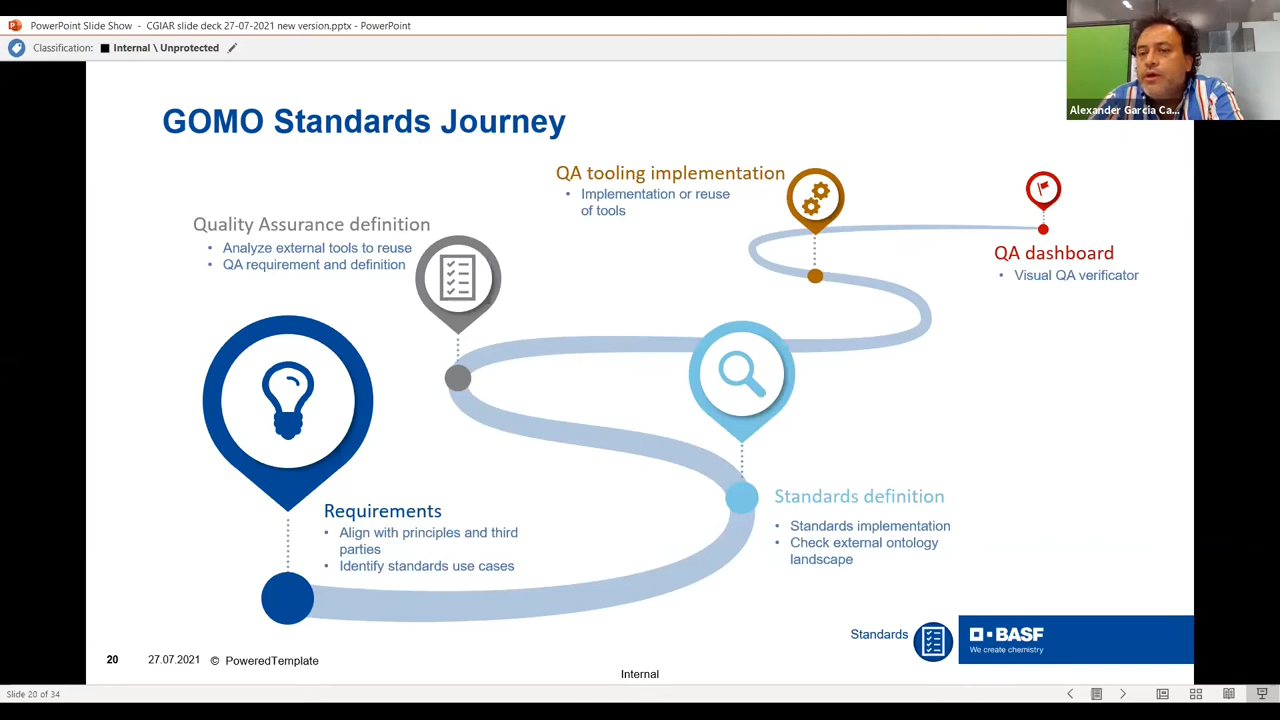 PowerPoint Slide Show - CGIAR slide deck 27-07-2021 new version.pptx - PowerPoint
Classification: Internal \ Unprotected
Alexander Garcia Ca...
GOMO Standards Journey
QA tooling implementation
• Implementation or reuse
of tools
Quality Assurance definition
• Analyze external tools to reuse
• QA requirement and definition
QA dashboard
• Visual QA verificator
Requirements
• Align with principles and third
parties
• Identify standards use cases
Standards definition
• Standards implementation
• Check external ontology
landscape
Standards
BASF
We create chemistry
20 27.07.2021 © PoweredTemplate
Internal
Slide 20 of 34